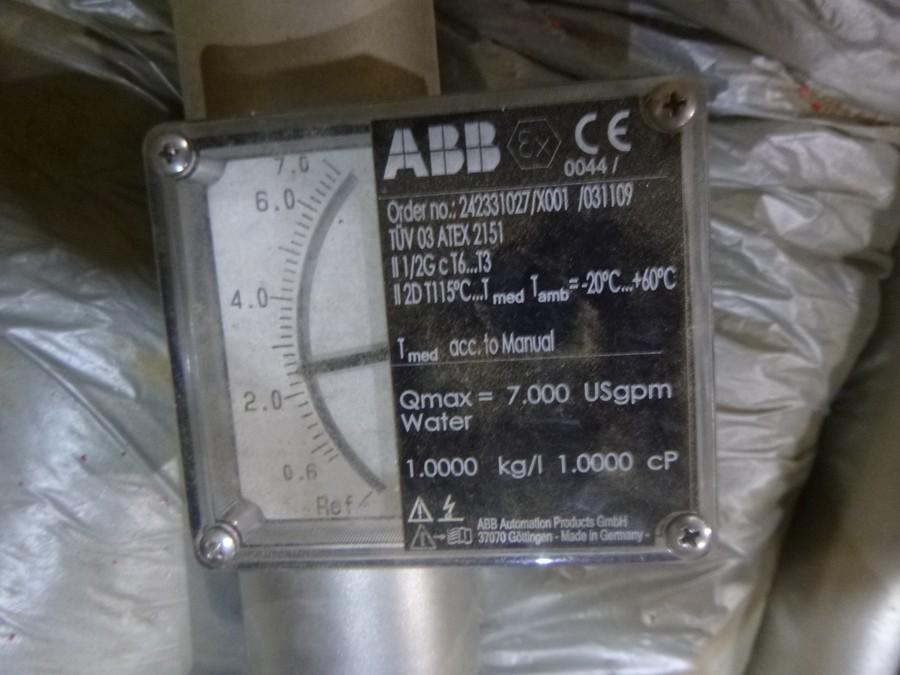 7.0
6.0
4.0
2.0
0.6
Ref
ABB Ex CE
0044 /
Order no.: 242331027/X001 /031109
TÜV 03 ATEX 2151
II 1/2G c T6...T3
II 2D T115°C...T med Tamb = -20°C...+60°C
Tmed acc. to Manual
Qmax = 7.000 USgpm
Water
1.0000 kg/l 1.0000 cP
ABB Automation Products GmbH
37070 Göttingen - Made in Germany -